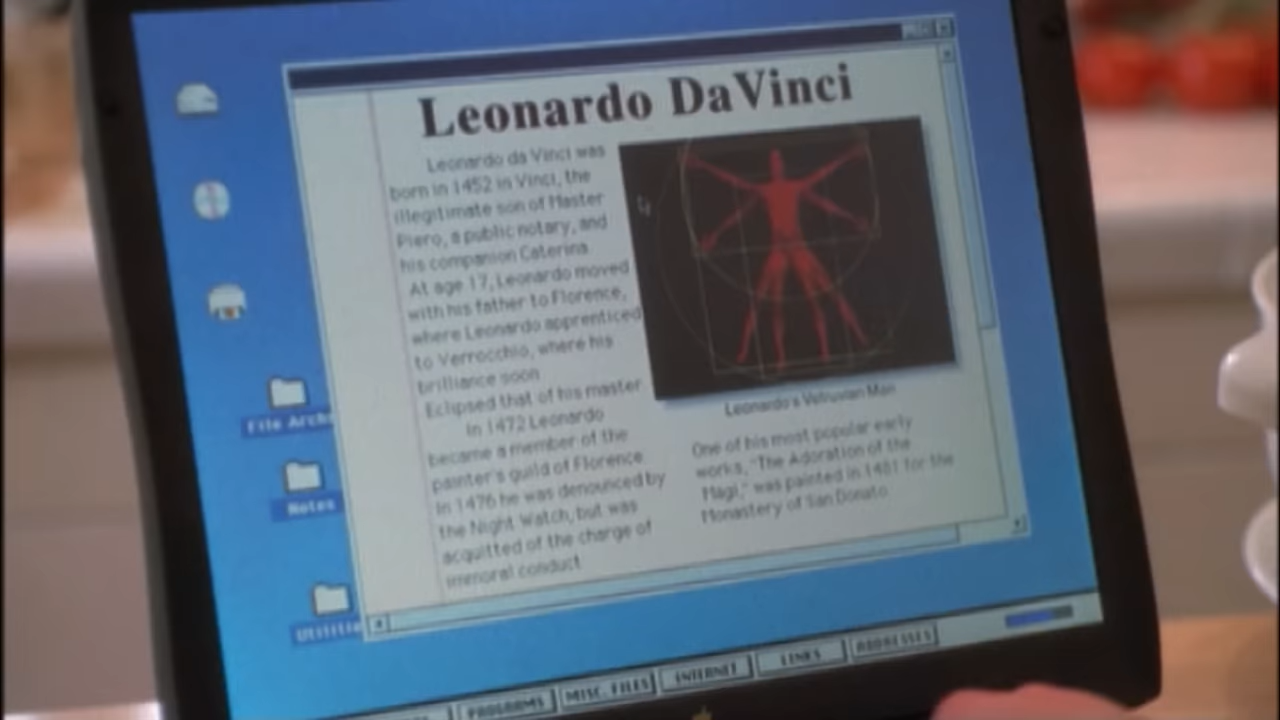 Leonardo DaVinci
Leonardo da Vinci was
born in 1452 in Vinci, the
illegitimate son of Master
Piero, a public notary, and
his companion Caterina
At age 17, Leonardo moved
with his father to Florence,
where Leonardo apprenticed
to Verrocchio, where his
brilliance soon
Eclipsed that of his master
In 1472 Leonardo
became a member of the
painter's guild of Florence
In 1476 he was denounced by
the Night Watch, but was
acquitted of the charge of
immoral conduct
Leonardo's Vetruvian Man
One of his most popular early
works, "The Adoration of the
Magi," was painted in 1481 for the
Monastery of San Donato
File
Notes
PROGRAMS
MISC. FILES
INTERNET
LINKS
ADDRESSES